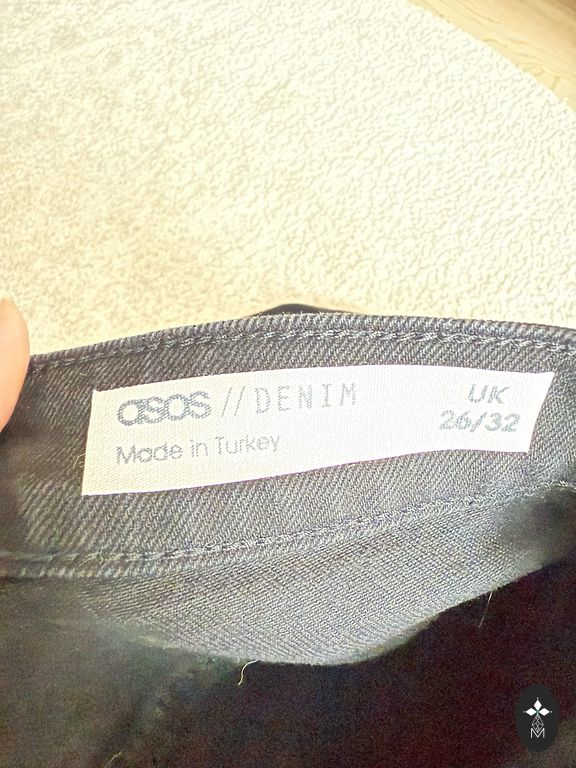 asos // DENIM
Made in Turkey
UK
26/32
M